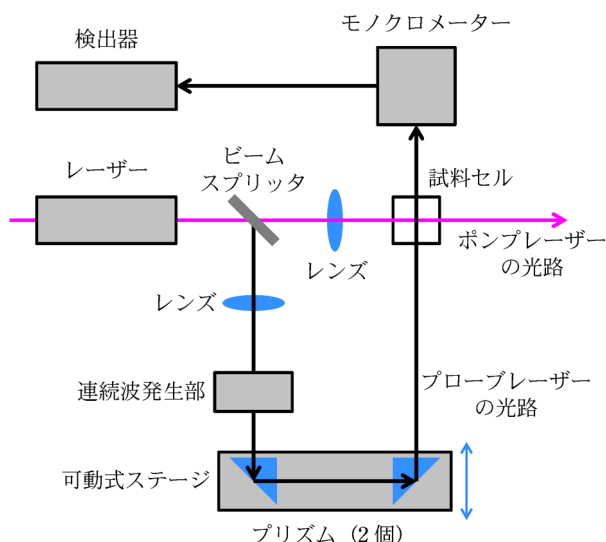 モノクロメーター
検出器
ビーム
スプリッタ
レーザー
試料セル
ポンプレーザー
の光路
レンズ
レンズ
連続波発生部
プローブレーザー
の光路
可動式ステージ
プリズム（2 個）